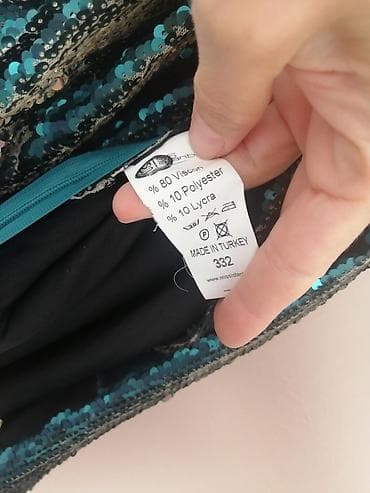 % 80 Viscon
% 10 Polyester
% 10 Lycra
MADE IN TURKEY
332